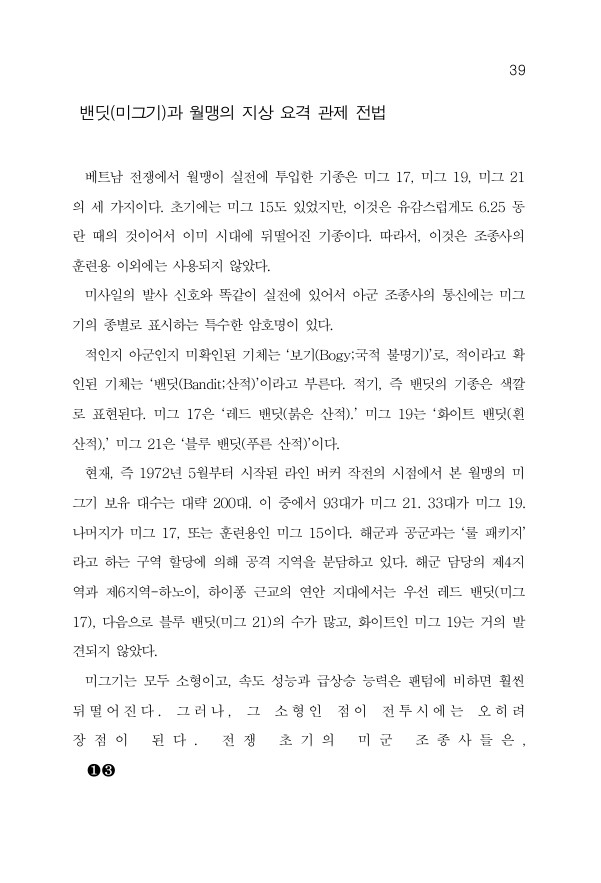 39
밴딧(미그기)과 월맹의 지상 요격 관제 전법
베트남 전쟁에서 월맹이 실전에 투입한 기종은 미그 17, 미그 19, 미그 21
의 세 가지이다. 초기에는 미그 15도 있었지만, 이것은 유감스럽게도 6.25 동
란 때의 것이어서 이미 시대에 뒤떨어진 기종이다. 따라서, 이것은 조종사의
훈련용 이외에는 사용되지 않았다.
미사일의 발사 신호와 똑같이 실전에 있어서 아군 조종사의 통신에는 미그
기의 종별로 표시하는 특수한 암호명이 있다.
적인지 아군인지 미확인된 기체는 ‘보기(Bogy;국적 불명기)’로, 적이라고 확
인된 기체는 ‘밴딧(Bandit;산적)’이라고 부른다. 적기, 즉 밴딧의 기종은 색깔
로 표현된다. 미그 17은 ‘레드 밴딧(붉은 산적).’ 미그 19는 ‘화이트 밴딧(흰
산적),’ 미그 21은 ‘블루 밴딧(푸른 산적)’이다.
현재, 즉 1972년 5월부터 시작된 라인 버커 작전의 시점에서 본 월맹의 미
그기 보유 대수는 대략 200대. 이 중에서 93대가 미그 21. 33대가 미그 19.
나머지가 미그 17, 또는 훈련용인 미그 15이다. 해군과 공군과는 ‘룰 패키지’
라고 하는 구역 할당에 의해 공격 지역을 분담하고 있다. 해군 담당의 제4지
역과 제6지역-하노이, 하이퐁 근교의 연안 지대에서는 우선 레드 밴딧(미그
17), 다음으로 블루 밴딧(미그 21)의 수가 많고, 화이트인 미그 19는 거의 발
견되지 않았다.
미그기는 모두 소형이고, 속도 성능과 급상승 능력은 팬텀에 비하면 훨씬
뒤떨어진다. 그러나, 그 소형인 점이 전투시에는 오히려
장점이 된다. 전쟁 초기의 미군 조종사들은,
❶❸